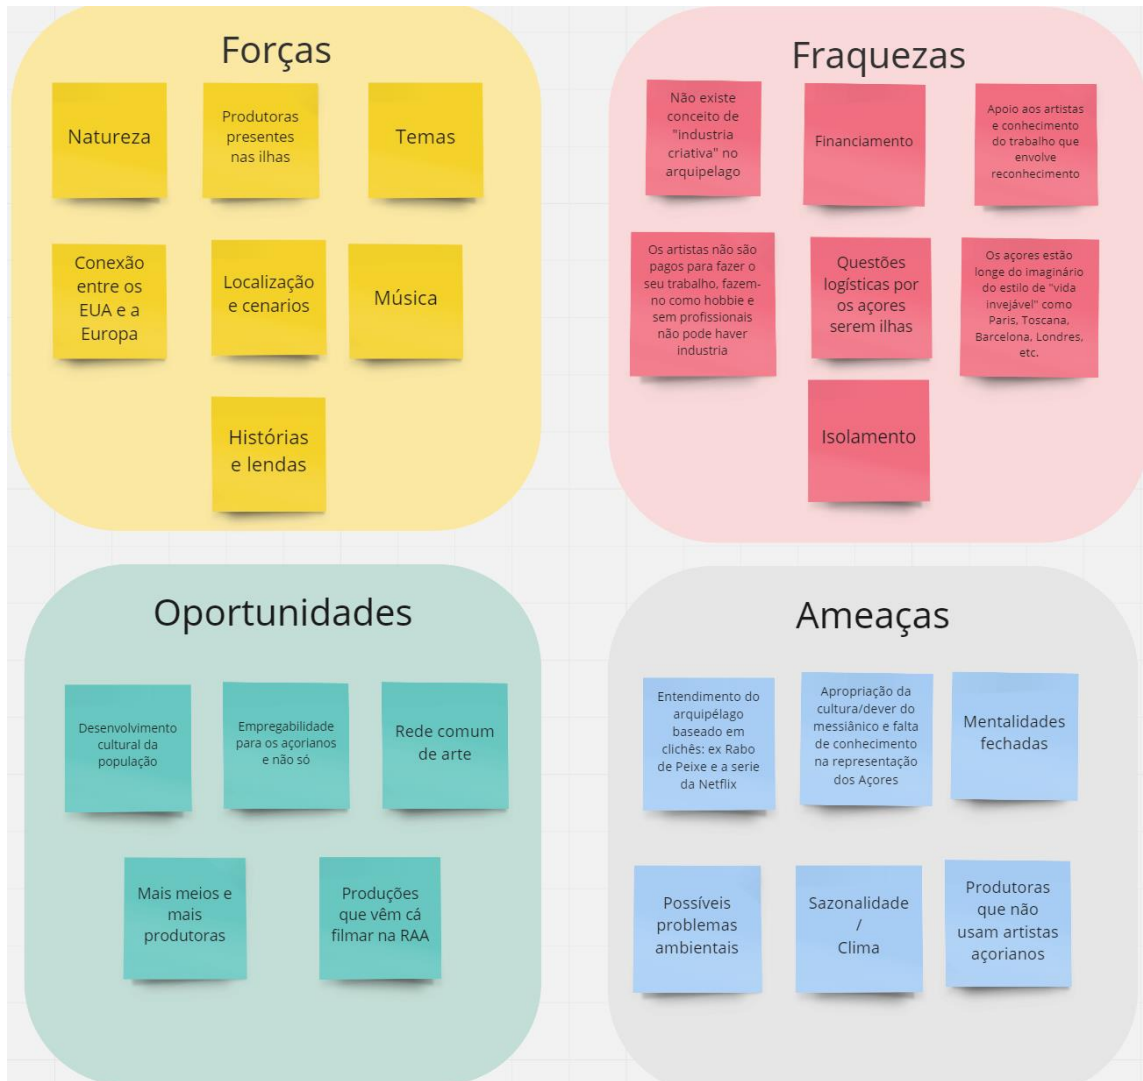 Forças
Natureza
Produtoras
presentes
nas ilhas
Temas
Conexão
entre os
EUA e a
Europa
Localização
e cenarios
Música
Histórias
e lendas
Fraquezas
Não existe
conceito de
"industria
criativa" no
arquipelago
Financiamento
Apoio aos artistas
e conhecimento
do trabalho que
envolve
reconhecimento
Os artistas não são
pagos para fazer o
seu trabalho, fazem-
no como hobbie e
sem profissionais
não pode haver
industria
Questões
logísticas por
os açores
serem ilhas
Os açores estão
longe do imaginário
do estilo de "vida
invejável" como
Paris, Toscana,
Barcelona, Londres,
etc.
Isolamento
Oportunidades
Desenvolvimento
cultural da
população
Empregabilidade
para os açorianos
e não só
Rede comum
de arte
Mais meios e
mais
produtoras
Produções
que vêm cá
filmar na RAA
Ameaças
Entendimento do
arquipélago
baseado em
clichês: ex Rabo
de Peixe e a serie
da Netflix
Apropriação da
cultura/dever do
messiânico e falta
de conhecimento
na representação
dos Açores
Mentalidades
fechadas
Possíveis
problemas
ambientais
Sazonalidade
/
Clima
Produtoras
que não
usam artistas
açorianos